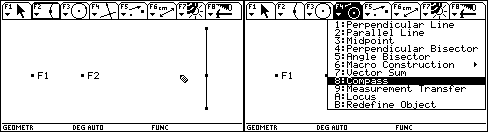 F1 F2 F3 F4 F5 F6 F7 F8
F1 F2
GEOMETR DEG AUTO FUNC
F1 F2 F3 F4 F5 F6 F7 F8
1:Perpendicular Line
2:Parallel Line
3:Midpoint
4:Perpendicular Bisector
5:Angle Bisector
6:Macro Construction
7:Vector Sum
8:Compass
9:Measurement Transfer
A:Locus
B:Redefine Object
F1
GEOMETR DEG AUTO FUNC